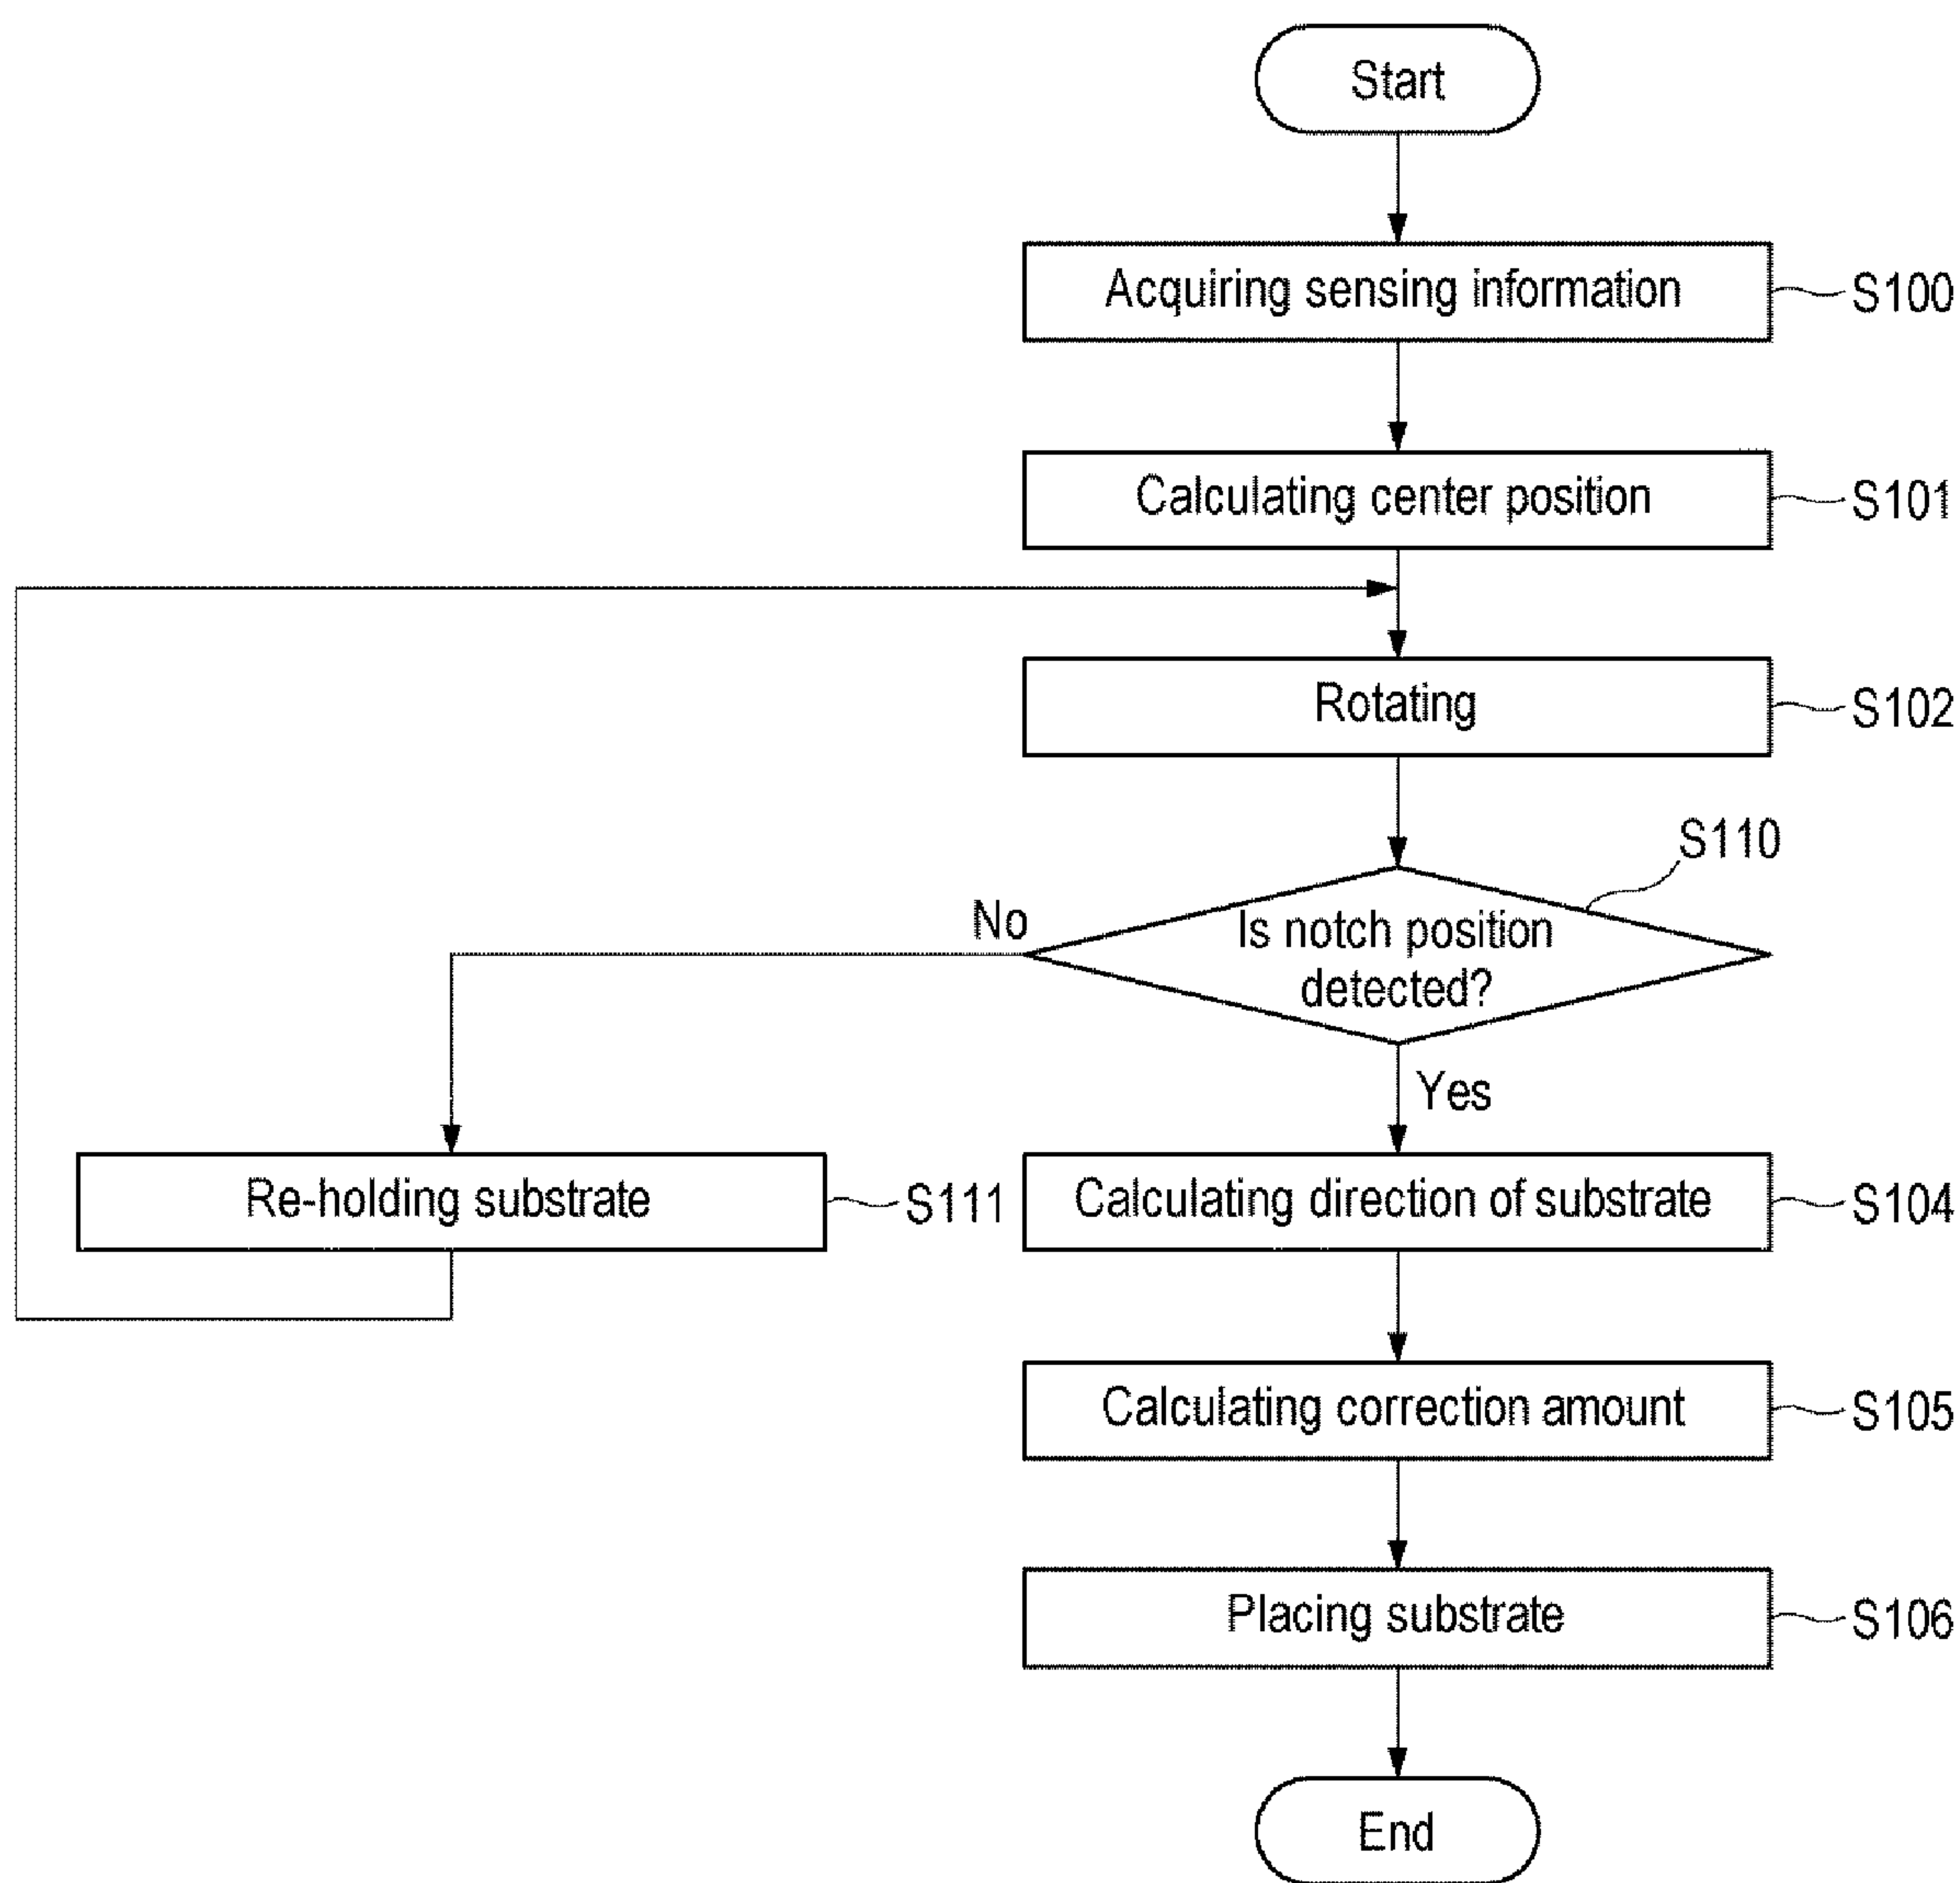 Start
Acquiring sensing information
S100
Calculating center position
S101
Rotating
S102
S110
Is notch position
detected?
No
Yes
Re-holding substrate
S111
Calculating direction of substrate
S104
Calculating correction amount
S105
Placing substrate
S106
End